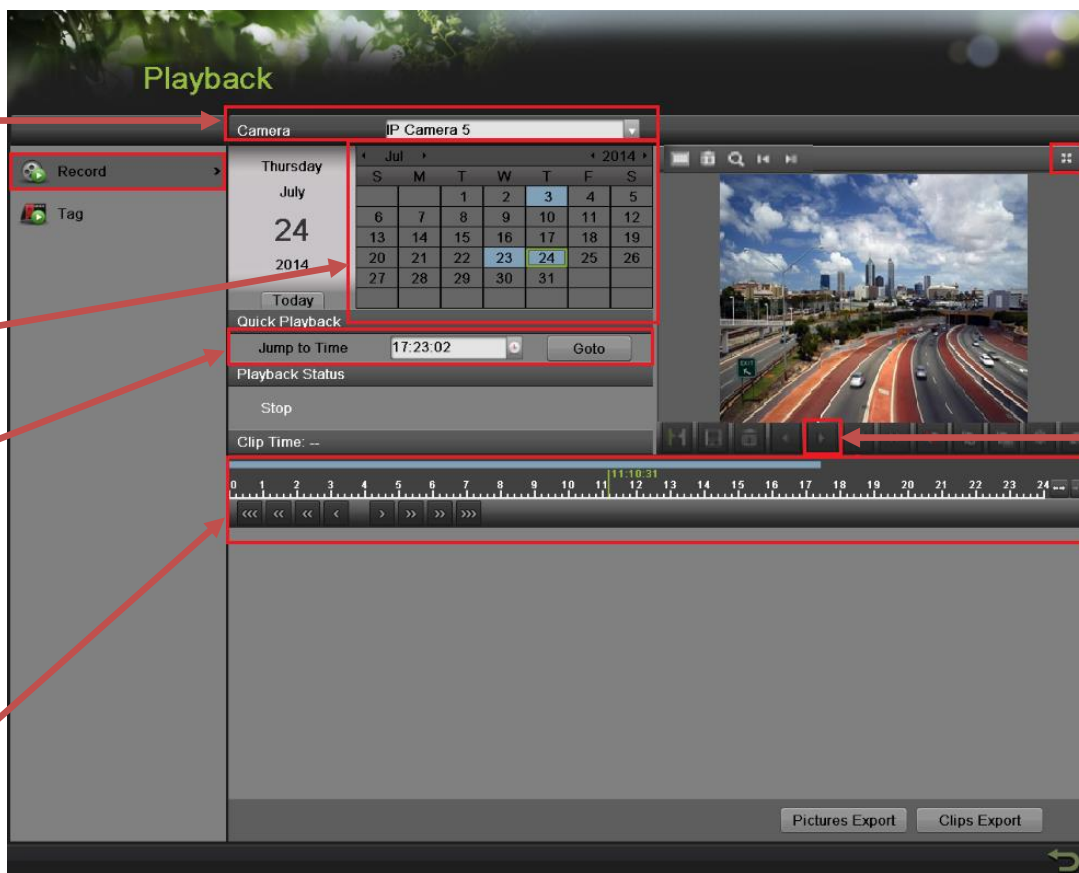 Playback
Camera IP Camera 5
Record
Tag
Thursday
July
24
2014
Today
Jul 2014
S M T W T F S
1 2 3 4 5
6 7 8 9 10 11 12
13 14 15 16 17 18 19
20 21 22 23 24 25 26
27 28 29 30 31
Quick Playback
Jump to Time 17:23:02 Goto
Playback Status
Stop
Clip Time: --
EXIT
11:10:31
0 1 2 3 4 5 6 7 8 9 10 11 12 13 14 15 16 17 18 19 20 21 22 23 24
Pictures Export Clips Export